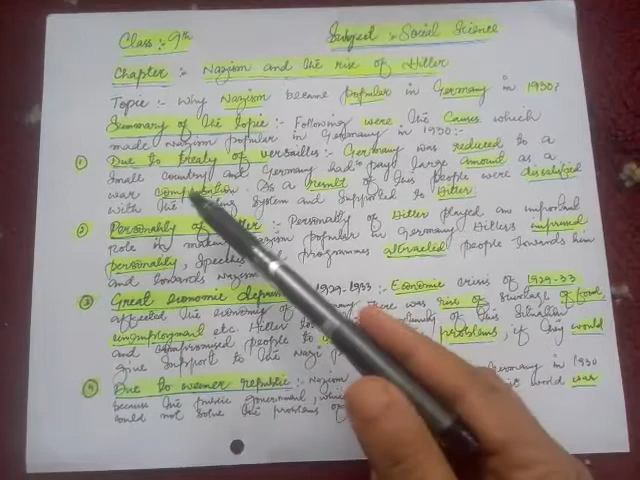 Class :- 9th Subject :- Social Science
Chapter :- Nazism and the rise of Hitler
Topic :- Why Nazism became popular in Germany in 1930?
Summary of the topic :- Following were the Causes which
made Nazism popular in Germany in 1930 :-
① Due to treaty of versailles :- Germany was reduced to a
small country and Germany had to pay large amount as a
war compensation. As a result of this people were dissatisfied
with the System and Supported to Hitler
② Personality of :- Personality of Hitler played an important
role in Nazism popular in Germany Hitlers
personality, Speeches programmes attracted people towards him
and towards Nazism
③ Great economic 1929-1933 :- Economic crisis of 1929-33
affected the economy of There was rise of Shortage of food,
unemployment etc. Hitler of this Situation
and people to problems, if they would
give Support to the Nazi
④ Due to weimer Republic :- Nazism Germany in 1930
because the government, world war
could not solve the problems of